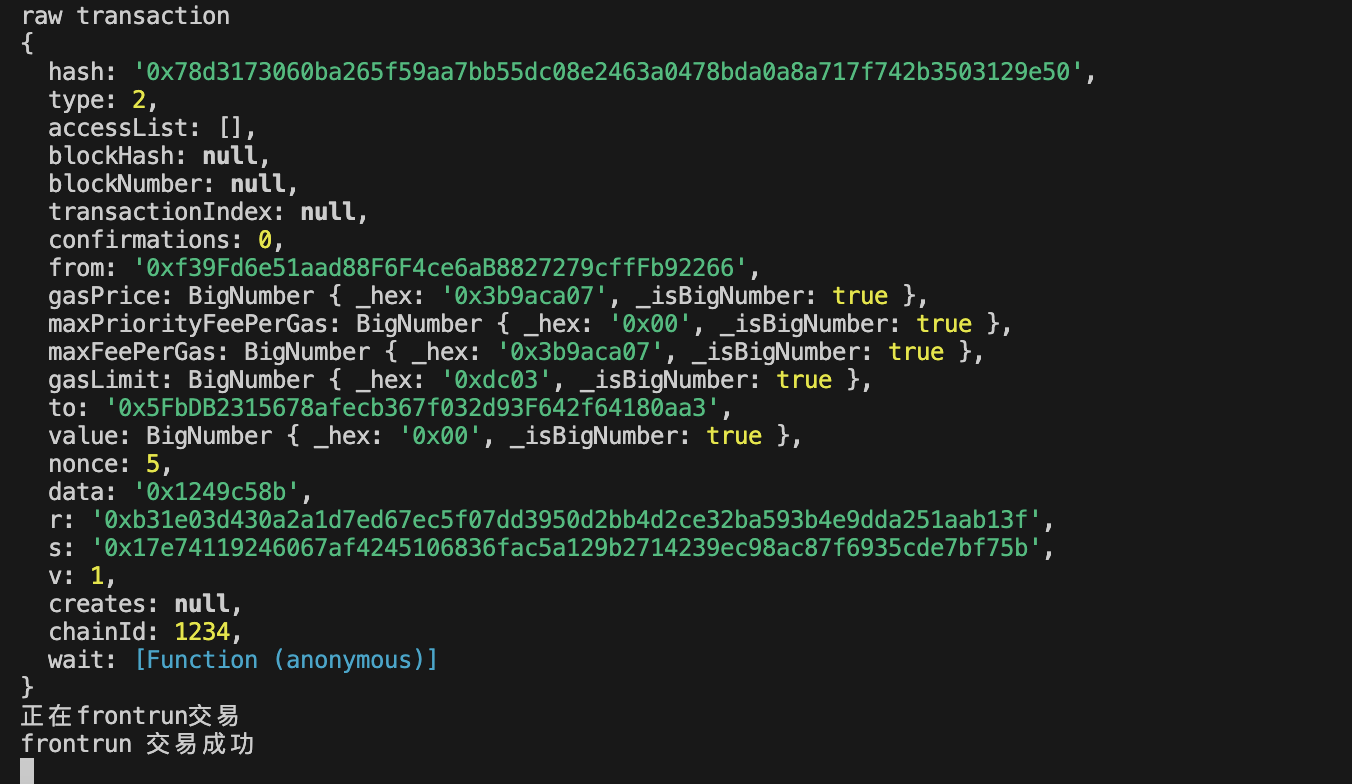 raw transaction
{
  hash: '0x78d3173060ba265f59aa7bb55dc08e2463a0478bda0a8a717f742b3503129e50',
  type: 2,
  accessList: [],
  blockHash: null,
  blockNumber: null,
  transactionIndex: null,
  confirmations: 0,
  from: '0xf39Fd6e51aad88F6F4ce6aB8827279cffFb92266',
  gasPrice: BigNumber { _hex: '0x3b9aca07', _isBigNumber: true },
  maxPriorityFeePerGas: BigNumber { _hex: '0x00', _isBigNumber: true },
  maxFeePerGas: BigNumber { _hex: '0x3b9aca07', _isBigNumber: true },
  gasLimit: BigNumber { _hex: '0xdc03', _isBigNumber: true },
  to: '0x5FbDB2315678afecb367f032d93F642f64180aa3',
  value: BigNumber { _hex: '0x00', _isBigNumber: true },
  nonce: 5,
  data: '0x1249c58b',
  r: '0xb31e03d430a2a1d7ed67ec5f07dd3950d2bb4d2ce32ba593b4e9dda251aab13f',
  s: '0x17e74119246067af4245106836fac5a129b2714239ec98ac87f6935cde7bf75b',
  v: 1,
  creates: null,
  chainId: 1234,
  wait: [Function (anonymous)]
}
正在frontrun交易
frontrun 交易成功